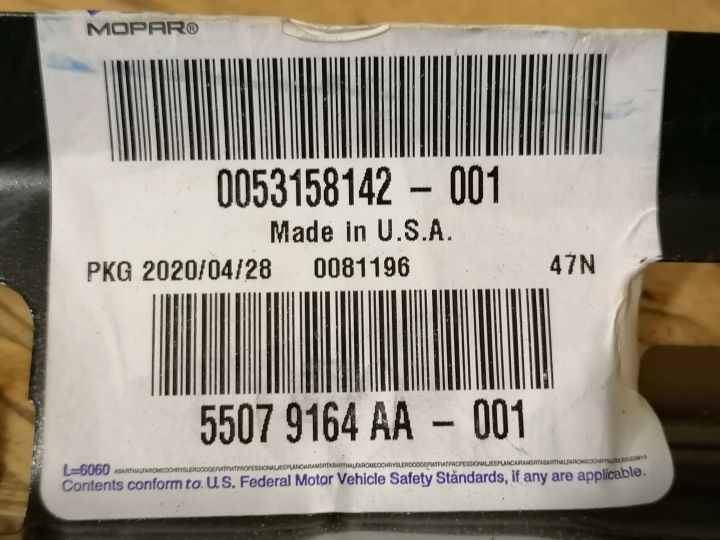 MOPAR®
0053158142 - 001
Made in U.S.A.
PKG 2020/04/28 0081196 47N
5507 9164 AA - 001
L=6060
Contents conform to U.S. Federal Motor Vehicle Safety Standards, if any are applicable.